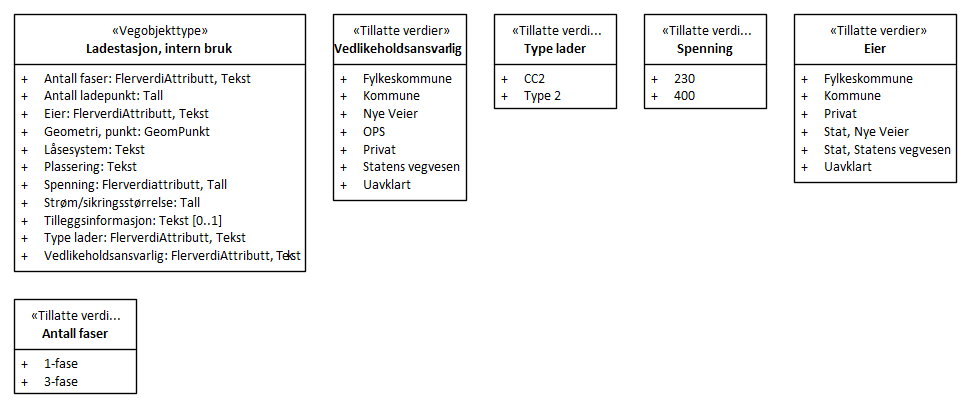 «Vegobjekttype»
Ladestasjon, intern bruk
+ Antall faser: FlerverdiAttributt, Tekst
+ Antall ladepunkt: Tall
+ Eier: FlerverdiAttributt, Tekst
+ Geometri, punkt: GeomPunkt
+ Låsesystem: Tekst
+ Plassering: Tekst
+ Spenning: Flerverdiattributt, Tall
+ Strøm/sikringsstørrelse: Tall
+ Tilleggsinformasjon: Tekst [0..1]
+ Type lader: FlerverdiAttributt, Tekst
+ Vedlikeholdsansvarlig: FlerverdiAttributt, Tekst
«Tillatte verdier»
Vedlikeholdsansvarlig
+ Fylkeskommune
+ Kommune
+ Nye Veier
+ OPS
+ Privat
+ Statens vegvesen
+ Uavklart
«Tillatte verdi...
Type lader
+ CC2
+ Type 2
«Tillatte verdi...
Spenning
+ 230
+ 400
«Tillatte verdier»
Eier
+ Fylkeskommune
+ Kommune
+ Privat
+ Stat, Nye Veier
+ Stat, Statens vegvesen
+ Uavklart
«Tillatte verdi...
Antall faser
+ 1-fase
+ 3-fase